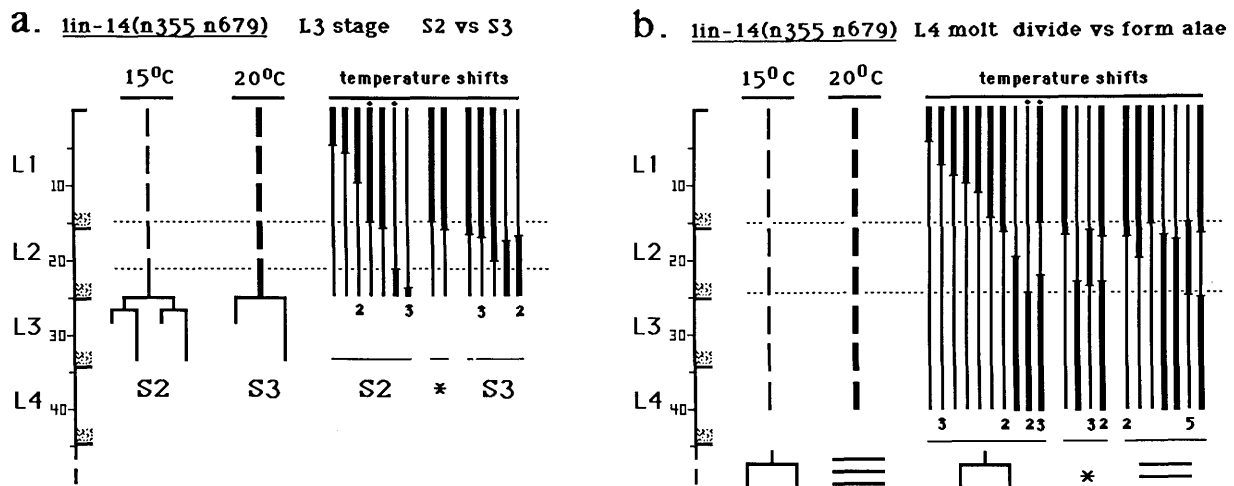 a. lin-14(n355 n679) L3 stage S2 vs S3
15⁰C 20⁰C temperature shifts
L1
10
L2
20
2 3 3 2
L3
30
S2 S3 S2 * S3
L4
40
b. lin-14(n355 n679) L4 molt divide vs form alae
15⁰C 20⁰C temperature shifts
L1
10
L2
20
L3
30
L4
40
3 2 2 3 3 2 2 5
*